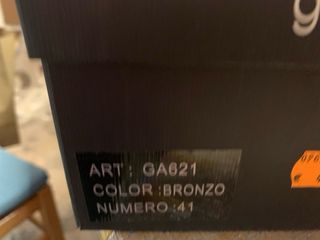 g
ART : GA621
COLOR :BRONZO
NUMERO :41